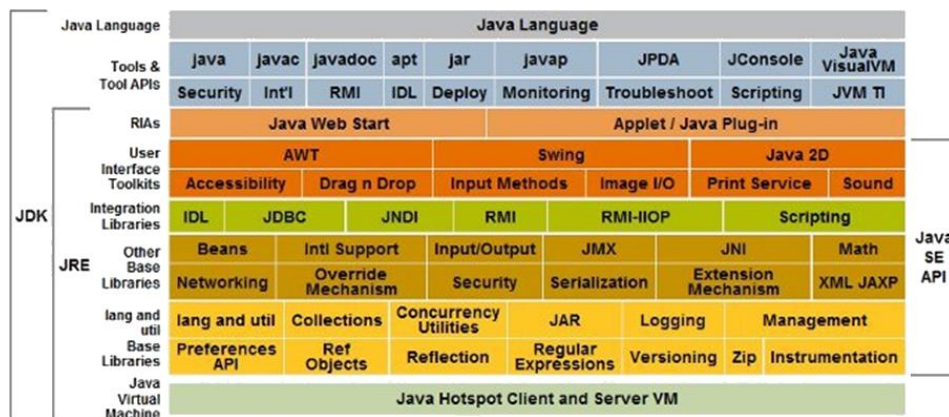 Java Language Java Language
Tools & Tool APIs
java javac javadoc apt jar javap JPDA JConsole Java VisualVM
Security Int'l RMI IDL Deploy Monitoring Troubleshoot Scripting JVM TI
RIAs Java Web Start Applet / Java Plug-in
User Interface Toolkits
AWT Swing Java 2D
Accessibility Drag n Drop Input Methods Image I/O Print Service Sound
Integration Libraries
IDL JDBC JNDI RMI RMI-IIOP Scripting
JDK
JRE
Java SE API
Other Base Libraries
Beans Intl Support Input/Output JMX JNI Math
Networking Override Mechanism Security Serialization Extension Mechanism XML JAXP
lang and util Base Libraries
lang and util Collections Concurrency Utilities JAR Logging Management
Preferences API Ref Objects Reflection Regular Expressions Versioning Zip Instrumentation
Java Virtual Machine
Java Hotspot Client and Server VM